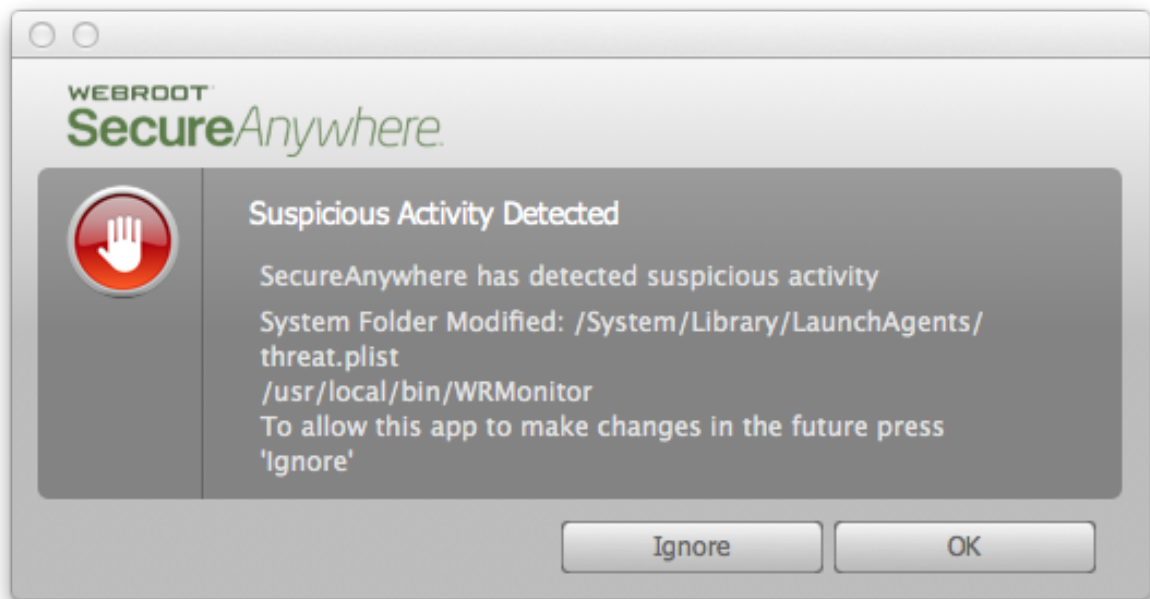 WEBROOT
SecureAnywhere.
Suspicious Activity Detected
SecureAnywhere has detected suspicious activity
System Folder Modified: /System/Library/LaunchAgents/
threat.plist
/usr/local/bin/WRMonitor
To allow this app to make changes in the future press
'Ignore'
Ignore
OK